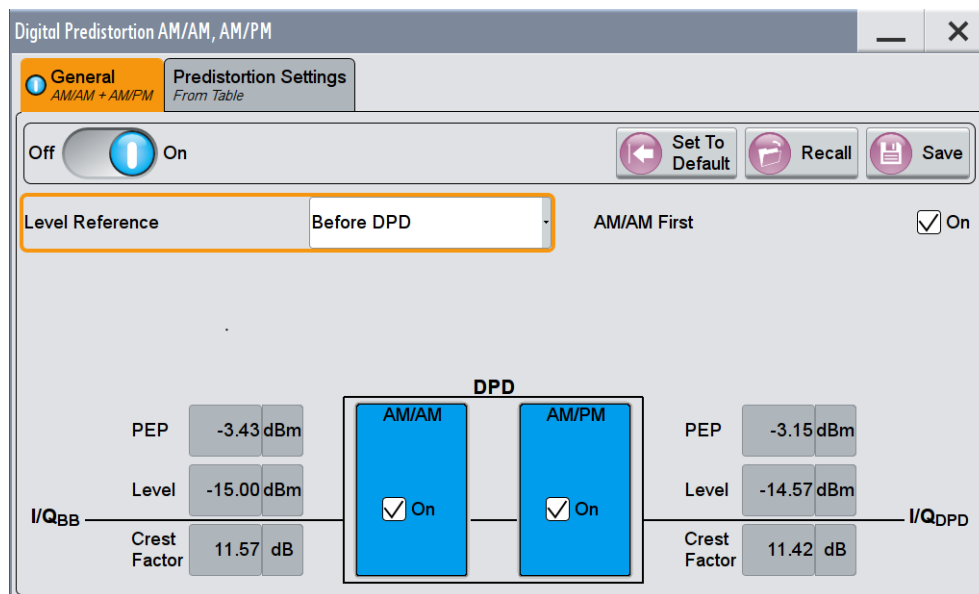 Digital Predistortion AM/AM, AM/PM
General
AM/AM + AM/PM
Predistortion Settings
From Table
Off On
Set To Default
Recall
Save
Level Reference Before DPD AM/AM First On
DPD
AM/AM AM/PM
PEP -3.43 dBm
Level -15.00 dBm
On On
I/QBB
Crest Factor 11.57 dB
PEP -3.15 dBm
Level -14.57 dBm
I/QDPD
Crest Factor 11.42 dB